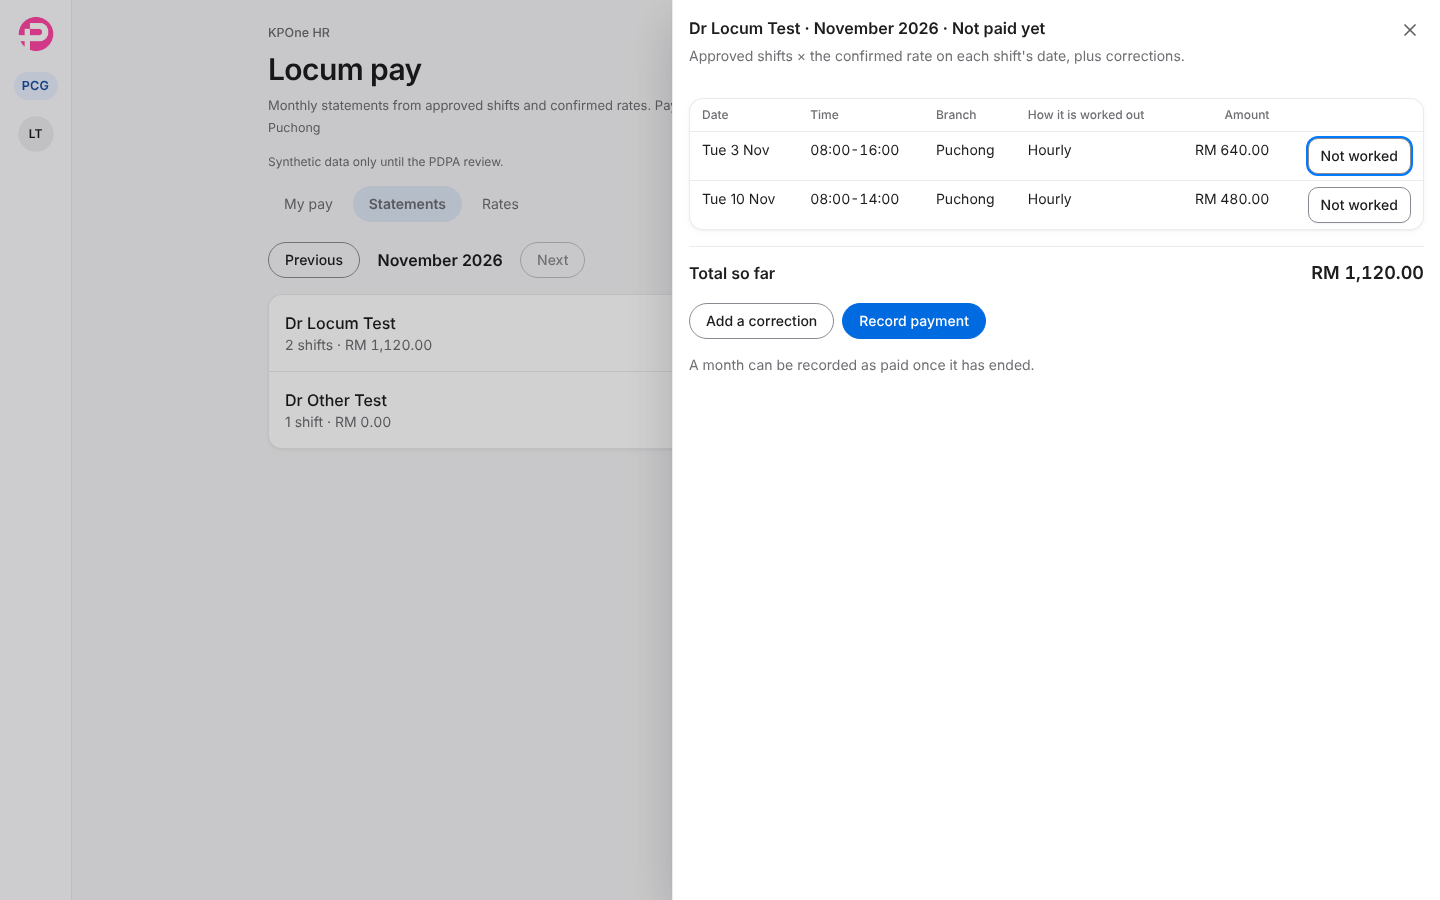 PCG
LT
KPOne HR
Locum pay
Monthly statements from approved shifts and confirmed rates.
Puchong
Synthetic data only until the PDPA review.
My pay
Statements
Rates
Previous
November 2026
Next
Dr Locum Test
2 shifts · RM 1,120.00
Dr Other Test
1 shift · RM 0.00
Dr Locum Test · November 2026 · Not paid yet
Approved shifts × the confirmed rate on each shift's date, plus corrections.
Date Time Branch How it is worked out Amount
Tue 3 Nov 08:00-16:00 Puchong Hourly RM 640.00 Not worked
Tue 10 Nov 08:00-14:00 Puchong Hourly RM 480.00 Not worked
Total so far RM 1,120.00
Add a correction
Record payment
A month can be recorded as paid once it has ended.